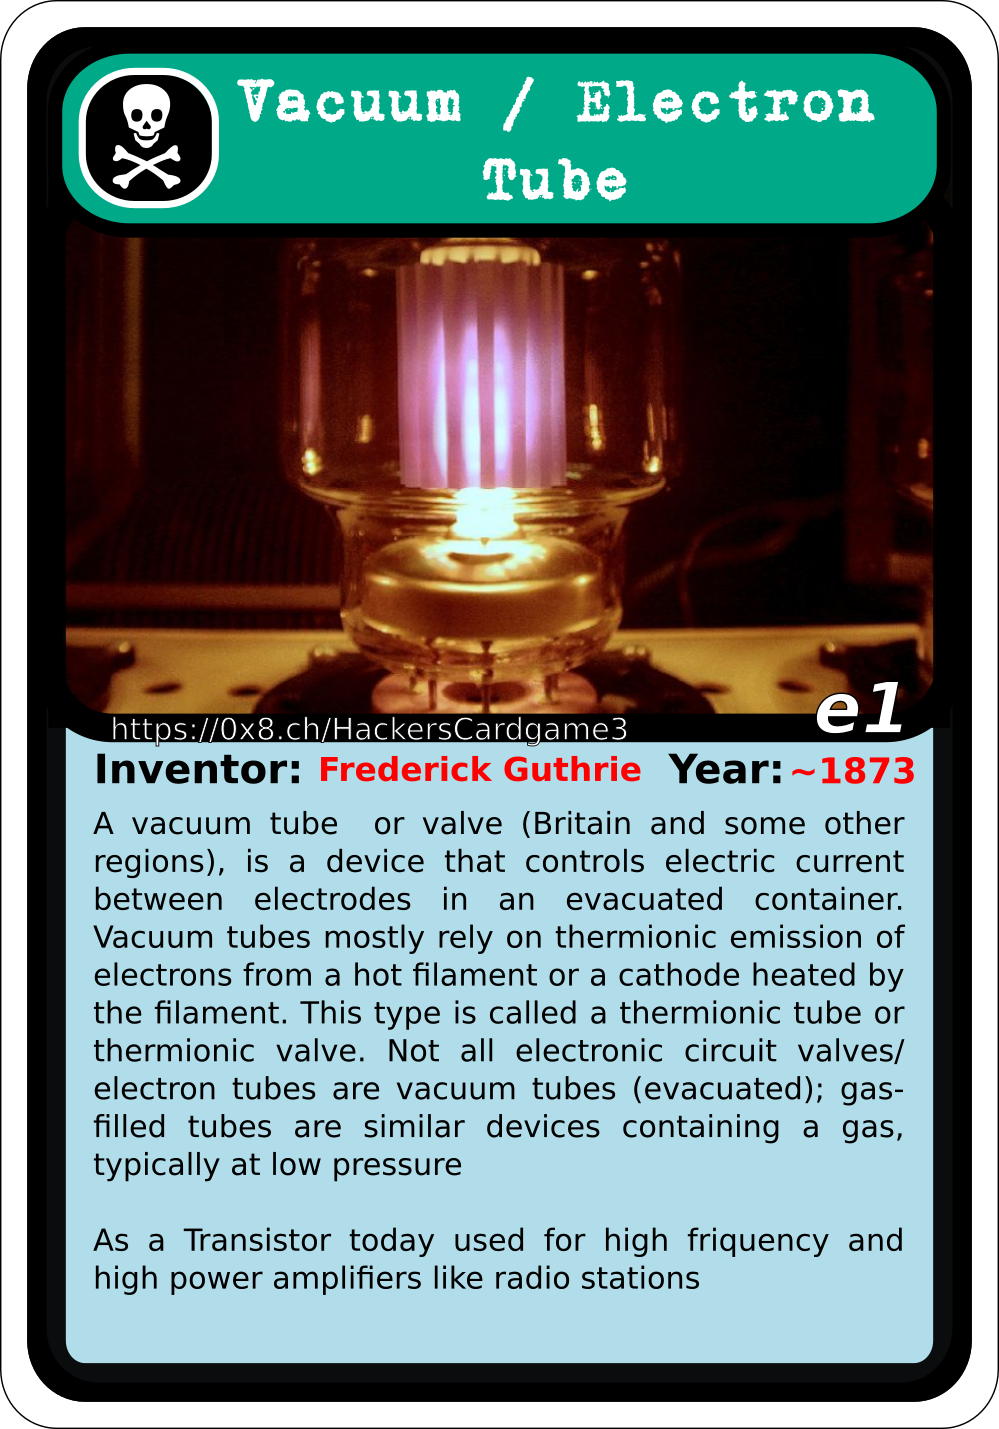 Vacuum / Electron
Tube
https://0x8.ch/HackersCardgame3
e1
Inventor: Frederick Guthrie Year: ~1873
A vacuum tube or valve (Britain and some other
regions), is a device that controls electric current
between electrodes in an evacuated container.
Vacuum tubes mostly rely on thermionic emission of
electrons from a hot filament or a cathode heated by
the filament. This type is called a thermionic tube or
thermionic valve. Not all electronic circuit valves/
electron tubes are vacuum tubes (evacuated); gas-
filled tubes are similar devices containing a gas,
typically at low pressure
As a Transistor today used for high friquency and
high power amplifiers like radio stations